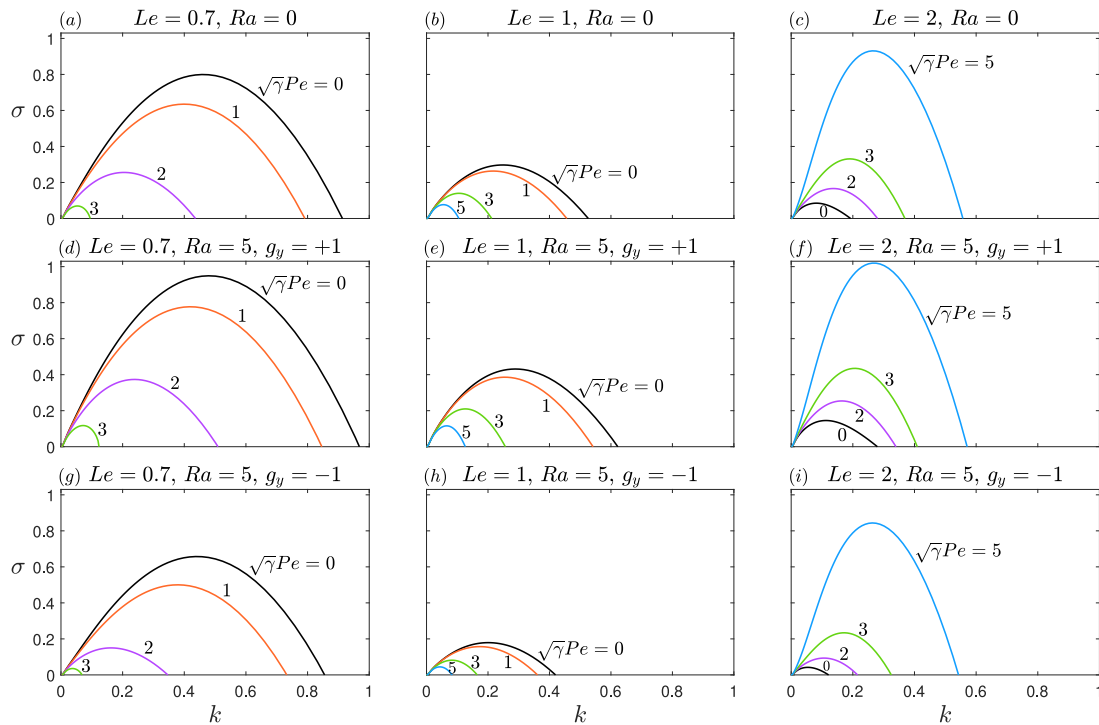 (a) Le = 0.7, Ra = 0
(b) Le = 1, Ra = 0
(c) Le = 2, Ra = 0
σ
0.8
0.6
0.4
0.2
0
√γPe = 0
1
2
3
√γPe = 0
1
3
5
√γPe = 5
3
2
0
(d) Le = 0.7, Ra = 5, g_y = +1
(e) Le = 1, Ra = 5, g_y = +1
(f) Le = 2, Ra = 5, g_y = +1
σ
1
0.8
0.6
0.4
0.2
0
√γPe = 0
1
2
3
√γPe = 0
1
3
5
√γPe = 5
3
2
0
(g) Le = 0.7, Ra = 5, g_y = −1
(h) Le = 1, Ra = 5, g_y = −1
(i) Le = 2, Ra = 5, g_y = −1
σ
1
0.8
0.6
0.4
0.2
0
√γPe = 0
1
2
3
√γPe = 0
1
3
5
√γPe = 5
3
2
0
0 0.2 0.4 0.6 0.8 1
0 0.2 0.4 0.6 0.8 1
0 0.2 0.4 0.6 0.8 1
k
k
k